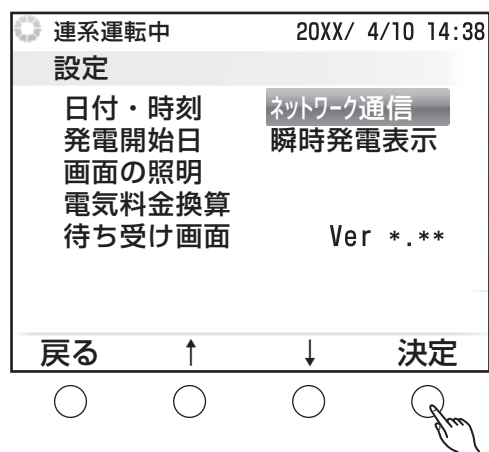 連系運転中 20XX/ 4/10 14:38
設定
日付・時刻 ﾈｯﾄﾜｰｸ通信
発電開始日 瞬時発電表示
画面の照明
電気料金換算
待ち受け画面 Ver *.**
戻る ↑ ↓ 決定